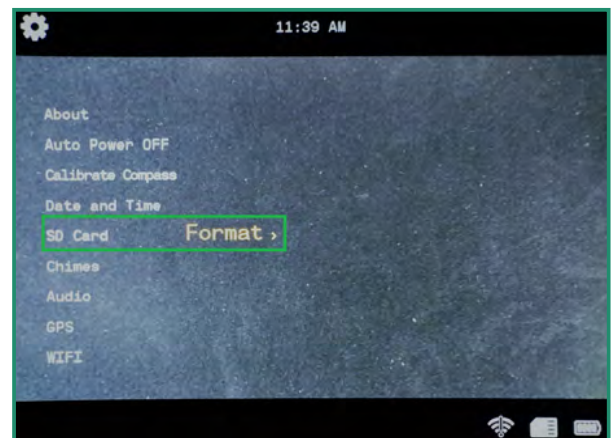 11:39 AM
About
Auto Power OFF
Calibrate Compass
Date and Time
SD Card Format ›
Chimes
Audio
GPS
WIFI